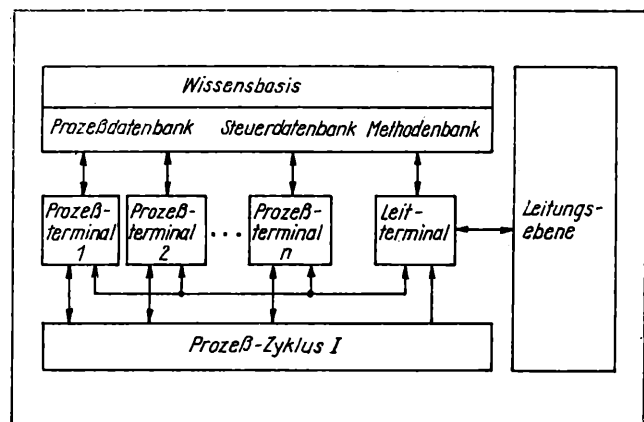 Wissensbasis
Prozeßdatenbank Steuerdatenbank Methodenbank
Prozeß-
terminal
1
Prozeß-
terminal
2
...
Prozeß-
terminal
n
Leit-
terminal
Leitungs-
ebene
Prozeß-Zyklus I